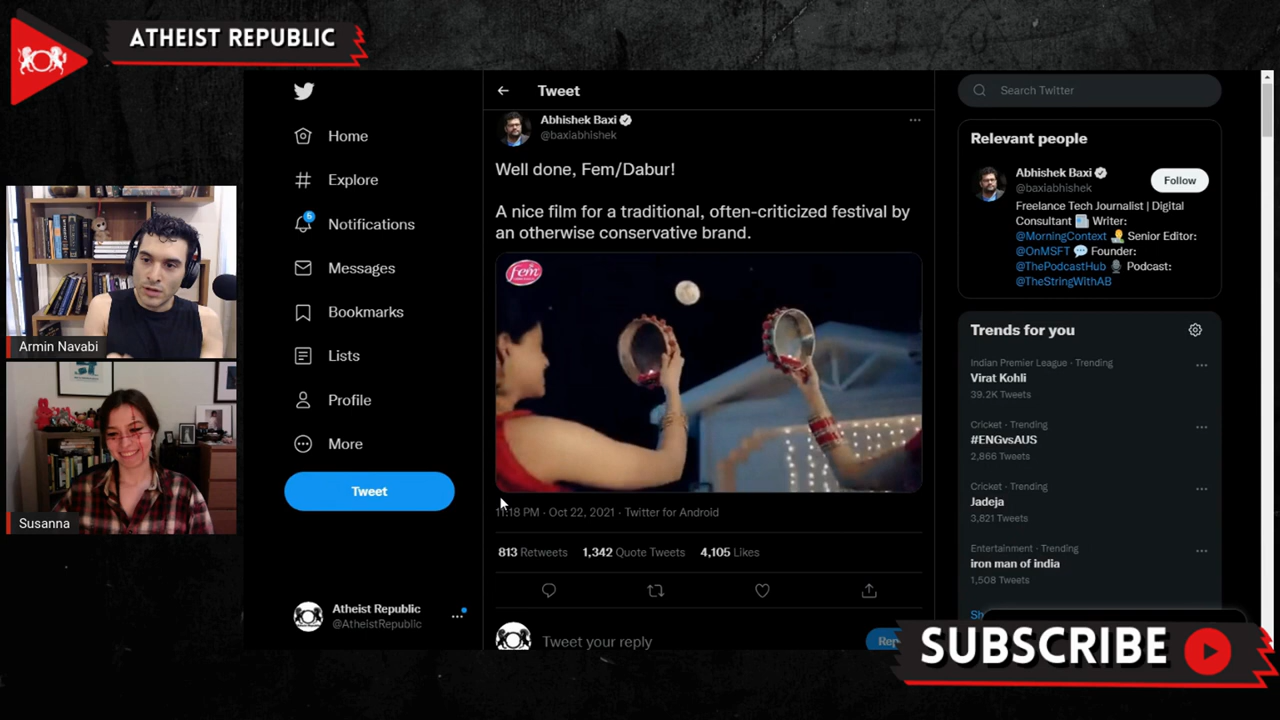 ATHEIST REPUBLIC
Armin Navabi
Susanna
Home
Explore
5
Notifications
Messages
Bookmarks
Lists
Profile
More
Tweet
Atheist Republic
@AtheistRepublic
Tweet
Abhishek Baxi
@baxiabhishek
Well done, Fem/Dabur!
A nice film for a traditional, often-criticized festival by
an otherwise conservative brand.
fem
11:18 PM · Oct 22, 2021 · Twitter for Android
813 Retweets 1,342 Quote Tweets 4,105 Likes
Tweet your reply
Rep
Search Twitter
Relevant people
Abhishek Baxi
@baxiabhishek
Follow
Freelance Tech Journalist | Digital
Consultant 📰 Writer:
@MorningContext ✍️ Senior Editor:
@OnMSFT 💬 Founder:
@ThePodcastHub 🎙️ Podcast:
@TheStringWithAB
Trends for you
Indian Premier League · Trending
Virat Kohli
39.2K Tweets
Cricket · Trending
#ENGvsAUS
2,866 Tweets
Cricket · Trending
Jadeja
3,821 Tweets
Entertainment · Trending
iron man of india
1,508 Tweets
Sh
SUBSCRIBE